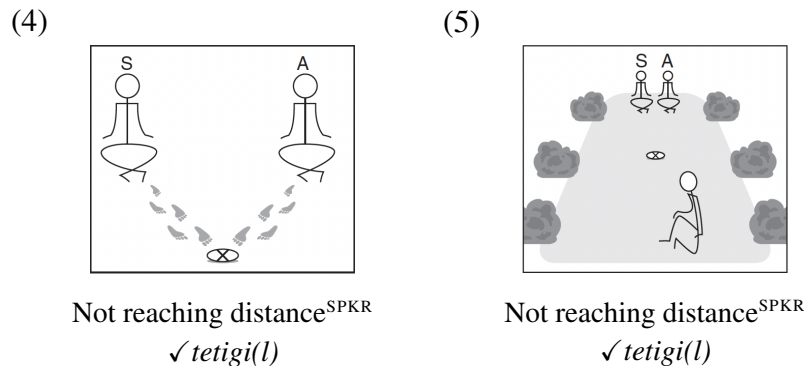 (4)
S A
X
Not reaching distance^SPKR
✓ tetigi(l)
(5)
S A
X
Not reaching distance^SPKR
✓ tetigi(l)